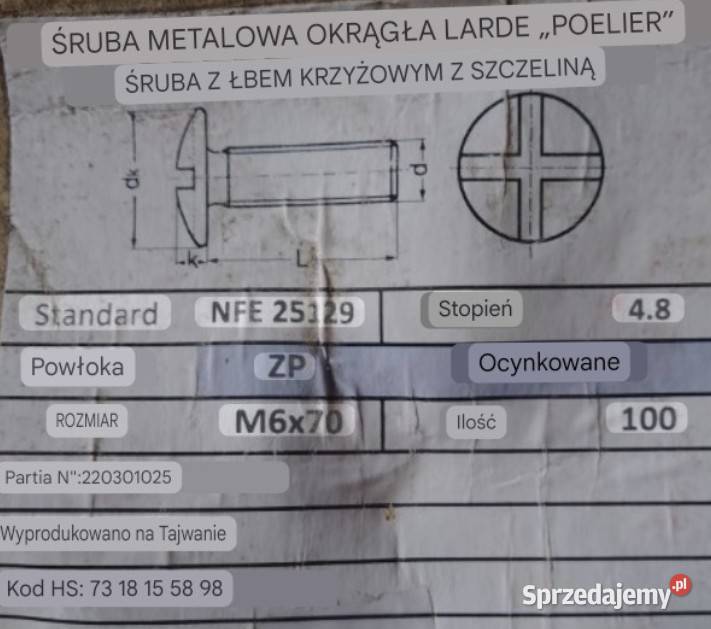 ŚRUBA METALOWA OKRĄGŁA LARDE „POELIER”
ŚRUBA Z ŁBEM KRZYŻOWYM Z SZCZELINĄ
dk
d
k
L
Standard NFE 25129 Stopień 4.8
Powłoka ZP Ocynkowane
ROZMIAR M6x70 Ilość 100
Partia N":220301025
Wyprodukowano na Tajwanie
Kod HS: 73 18 15 58 98
Sprzedajemy.pl